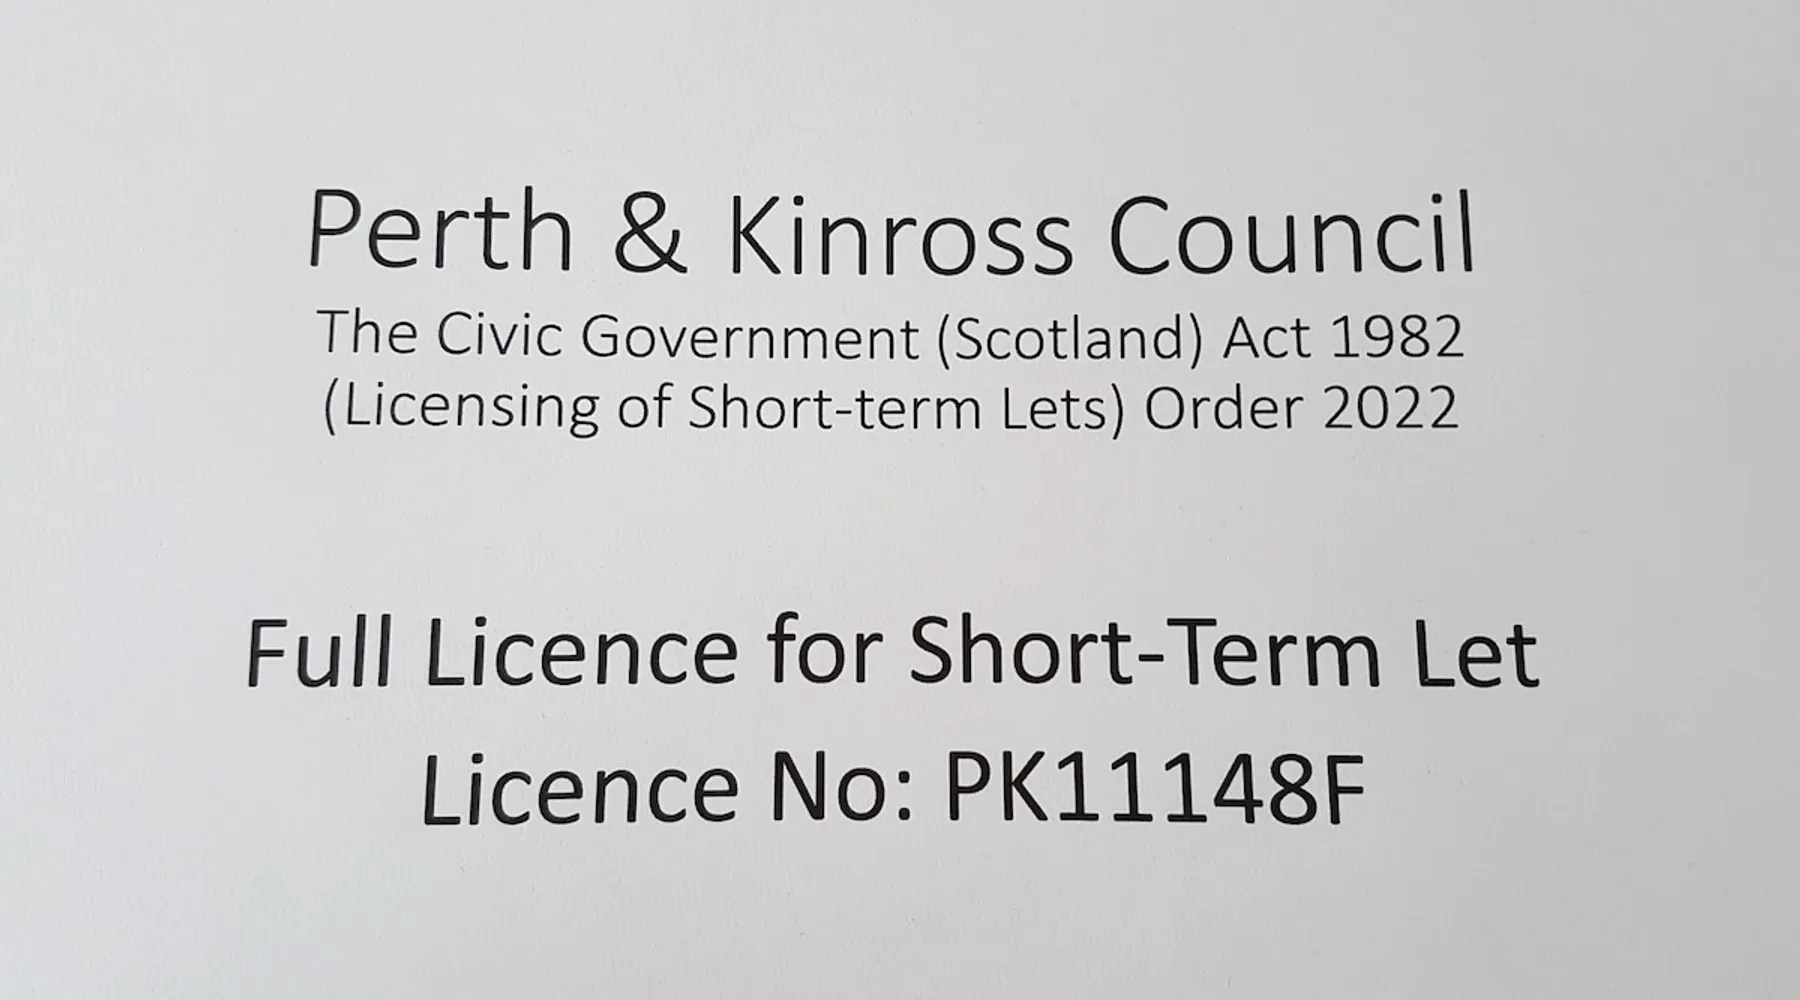 Perth & Kinross Council
The Civic Government (Scotland) Act 1982
(Licensing of Short-term Lets) Order 2022
Full Licence for Short-Term Let
Licence No: PK11148F